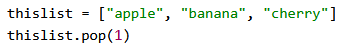 thislist = ["apple", "banana", "cherry"]
thislist.pop(1)